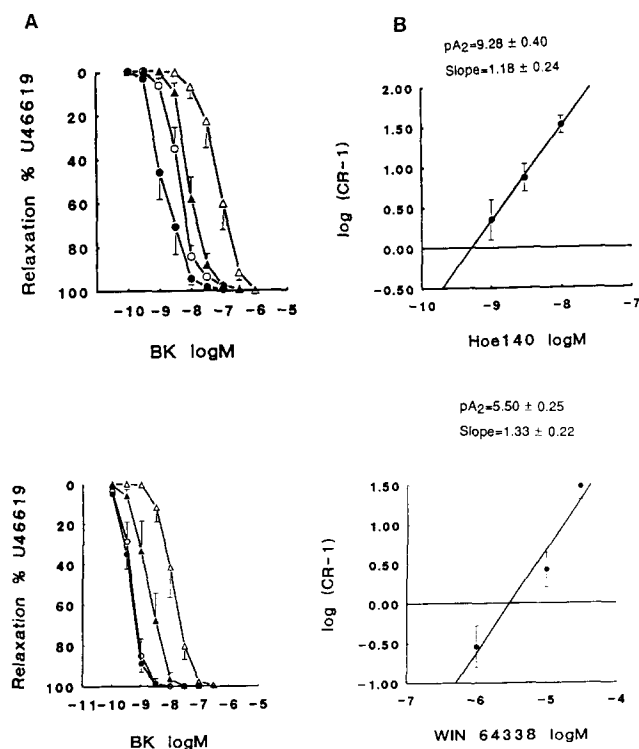 A
B
pA2=9.28 ± 0.40
Slope=1.18 ± 0.24
Relaxation % U46619
0
20
40
60
80
100
-10 -9 -8 -7 -6 -5
BK logM
log (CR-1)
2.00
1.50
1.00
0.50
0.00
-0.50
-10 -9 -8 -7
Hoe140 logM
pA2=5.50 ± 0.25
Slope=1.33 ± 0.22
Relaxation % U46619
0
20
40
60
80
100
-11-10 -9 -8 -7 -6 -5
BK logM
log (CR-1)
1.50
1.00
0.50
0.00
-0.50
-1.00
-7 -6 -5 -4
WIN 64338 logM